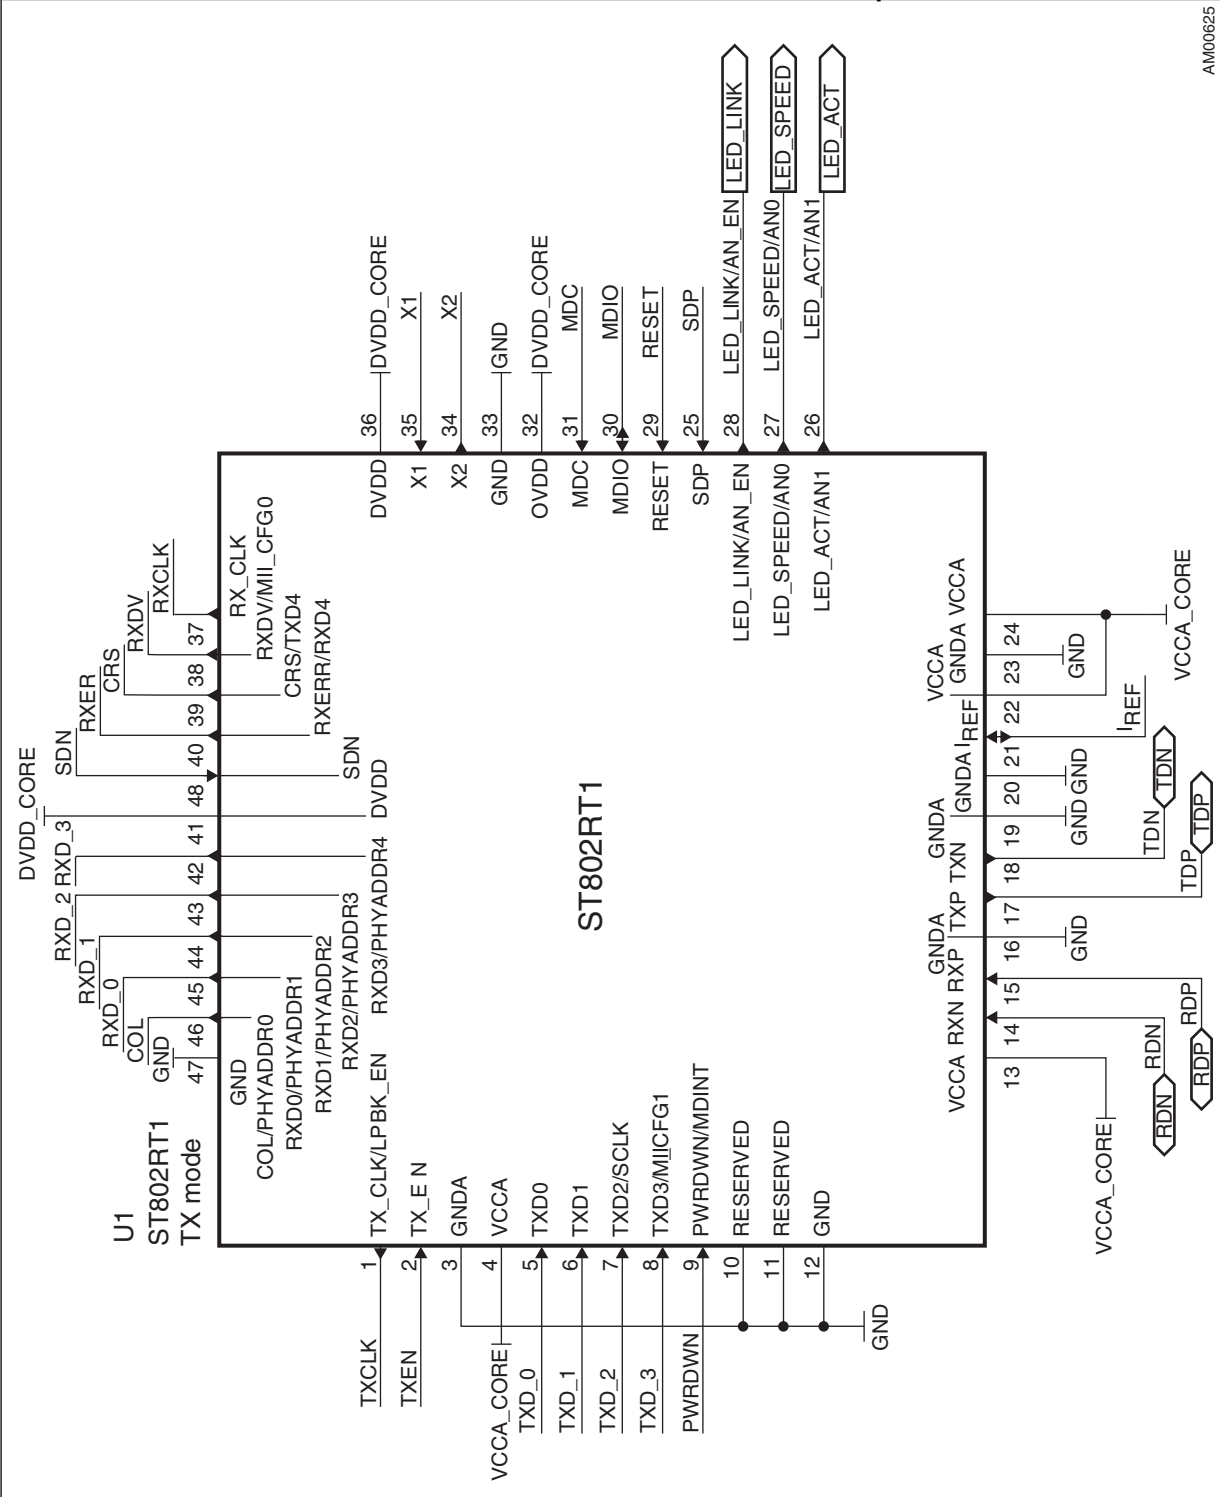 U1
ST802RT1
TX mode
ST802RT1
TXCLK
1
TX_CLK/LPBK_EN
TXEN
2
TX_E N
3
GNDA
VCCA_CORE
4
VCCA
TXD_0
5
TXD0
TXD_1
6
TXD1
TXD_2
7
TXD2/SCLK
TXD_3
8
TXD3/MIICFG1
PWRDWN
9
PWRDWN/MDINT
10
RESERVED
11
RESERVED
12
GND
GND
GND
47
GND
COL
46
COL/PHYADDR0
RXD_0
45
RXD0/PHYADDR1
RXD_1
44
RXD1/PHYADDR2
RXD_2
43
RXD2/PHYADDR3
RXD_3
42
RXD3/PHYADDR4
DVDD_CORE
41
DVDD
SDN
48
SDN
RXER
40
RXERR/RXD4
CRS
39
CRS/TXD4
RXDV
38
RXDV/MII_CFG0
RXCLK
37
RX_CLK
DVDD
36
DVDD_CORE
X1
35
X1
X2
34
X2
GND
33
GND
OVDD
32
DVDD_CORE
MDC
31
MDC
MDIO
30
MDIO
RESET
29
RESET
SDP
25
SDP
LED_LINK/AN_EN
28
LED_LINK/AN_EN
LED_LINK
LED_SPEED/AN0
27
LED_SPEED/AN0
LED_SPEED
LED_ACT/AN1
26
LED_ACT/AN1
LED_ACT
VCCA
13
VCCA_CORE
RXN
14
RDN
RDN
RXP
15
RDP
RDP
GNDA
16
GND
TXP
17
TDP
TDP
TXN
18
TDN
TDN
GNDA
19
GND
GNDA
20
GND
IREF
21
IREF
VCCA
22
GNDA
23
GND
VCCA
24
VCCA_CORE
AM00625